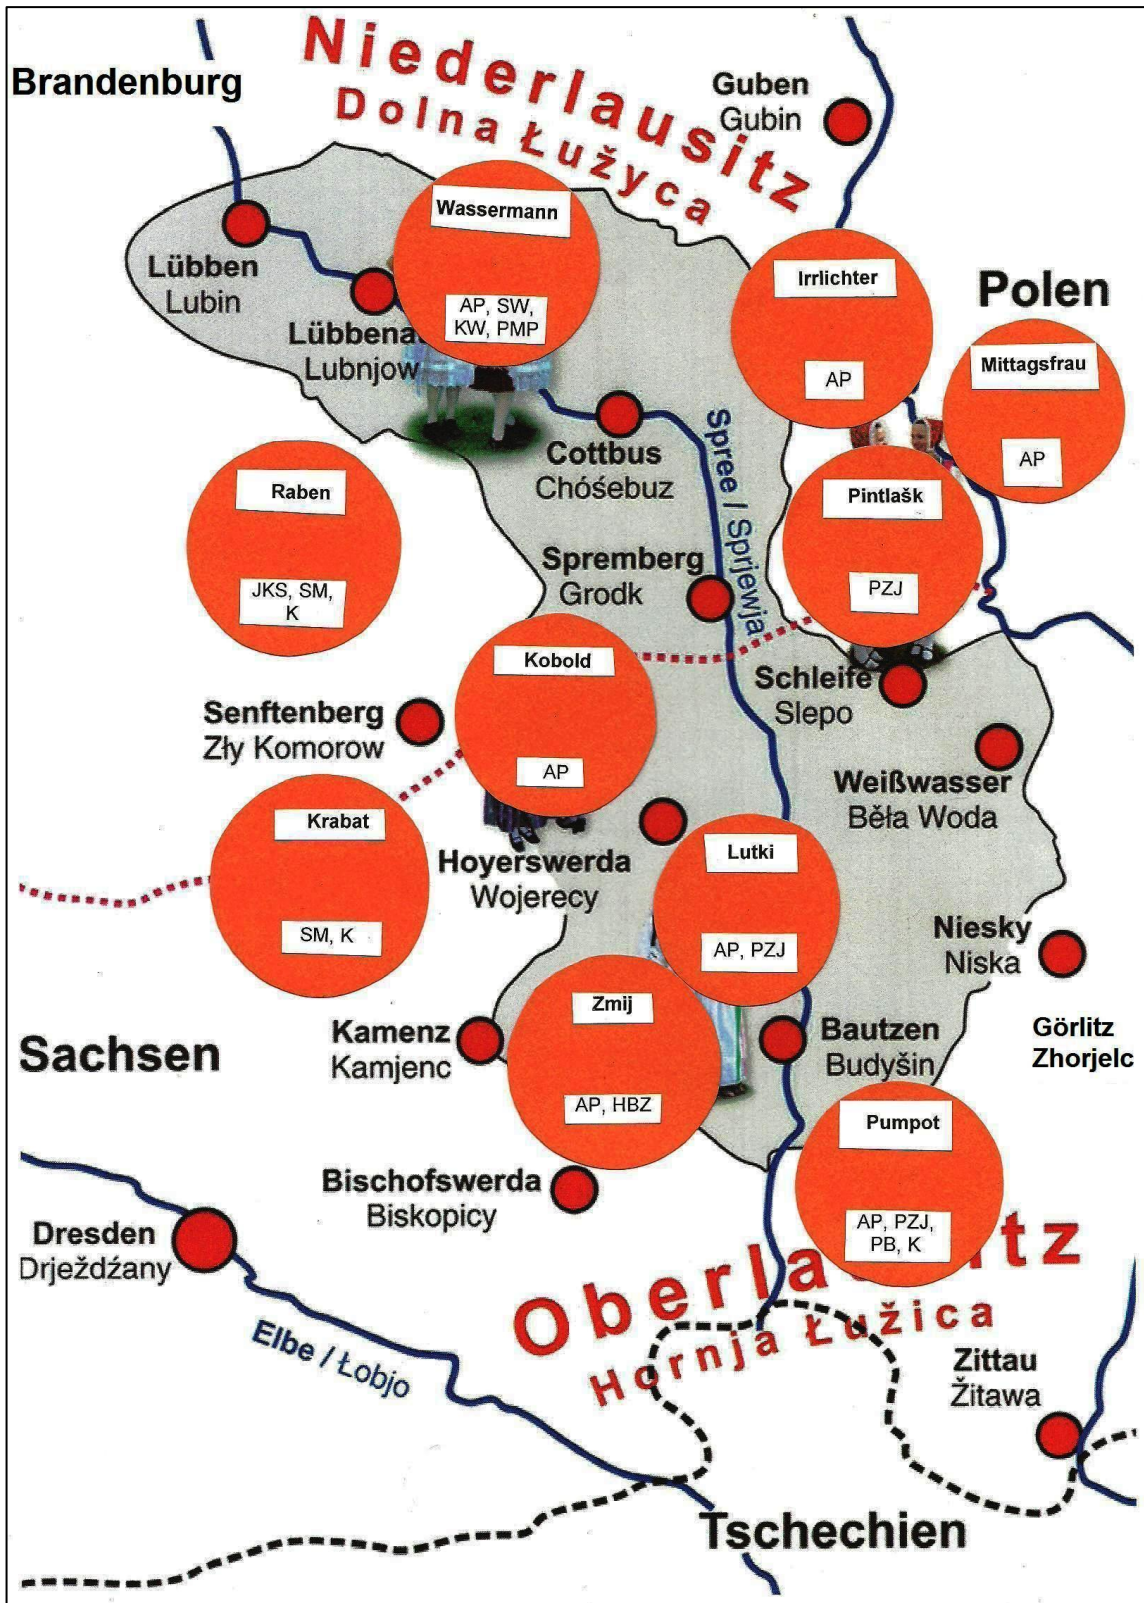 Niederlausitz
Dolna Łužyca
Brandenburg
Guben
Gubin
Wassermann
AP, SW,
KW, PMP
Lübben
Lubin
Lübbena
Lubnjow
Irrlichter
AP
Polen
Mittagsfrau
AP
Cottbus
Chóśebuz
Spree / Sprjewja
Raben
JKS, SM,
K
Pintlašk
PZJ
Spremberg
Grodk
Kobold
AP
Schleife
Slepo
Senftenberg
Zły Komorow
Weißwasser
Běła Woda
Krabat
SM, K
Hoyerswerda
Wojerecy
Lutki
AP, PZJ
Niesky
Niska
Zmij
AP, HBZ
Kamenz
Kamjenc
Bautzen
Budyšin
Görlitz
Zhorjelc
Sachsen
Pumpot
AP, PZJ,
PB, K
Bischofswerda
Biskopicy
Dresden
Drježdźany
Oberla itz
Hornja Łužica
Elbe / Łobjo
Zittau
Žitawa
Tschechien